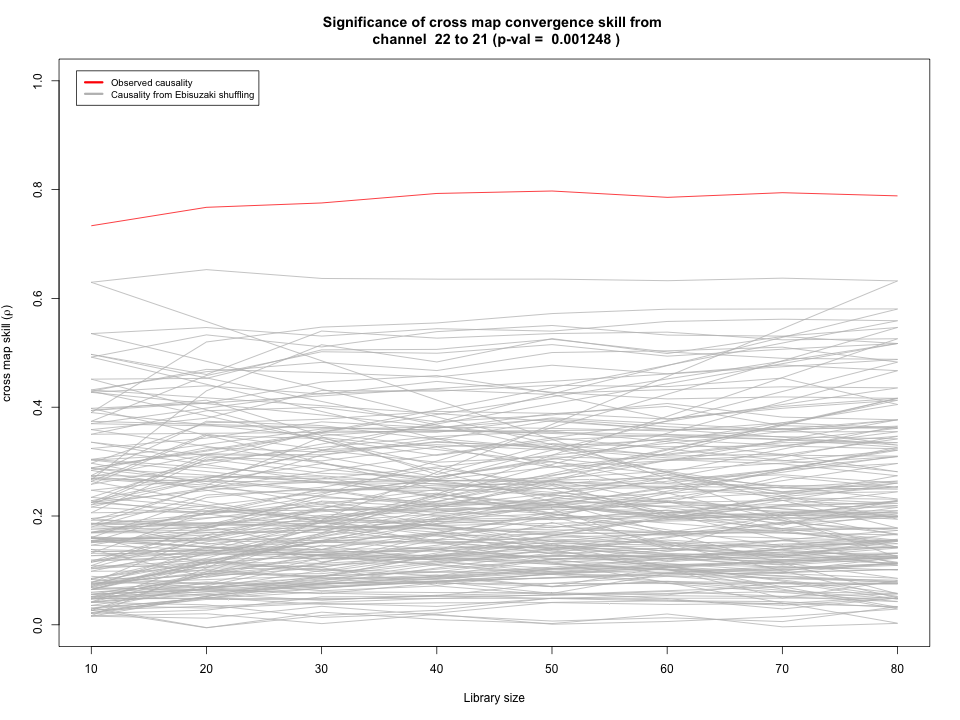 Significance of cross map convergence skill from
channel  22 to 21 (p-val =  0.001248 )
Observed causality
Causality from Ebisuzaki shuffling
cross map skill (ρ)
1.0
0.8
0.6
0.4
0.2
0.0
10 20 30 40 50 60 70 80
Library size